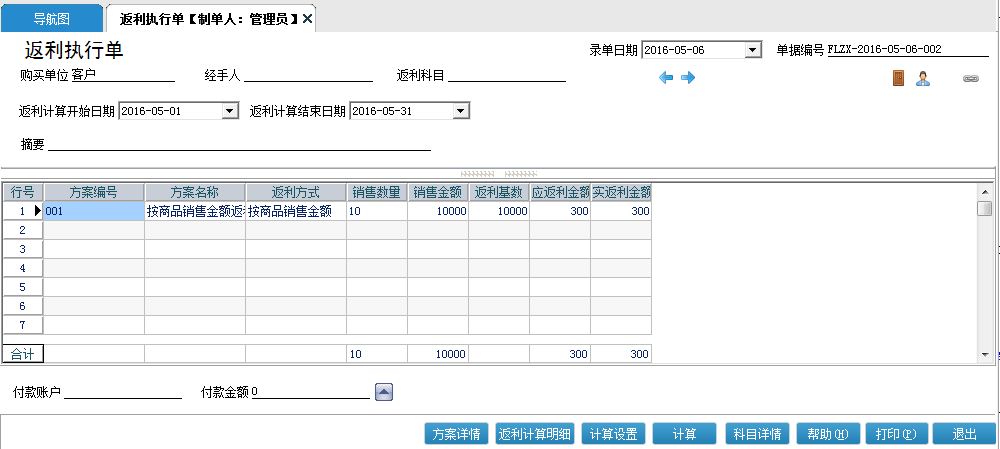 导航图 返利执行单【制单人：管理员】
返利执行单 录单日期 2016-05-06 单据编号 FLZX-2016-05-06-002
购买单位 客户 经手人 返利科目
返利计算开始日期 2016-05-01 返利计算结束日期 2016-05-31
摘要
行号 方案编号 方案名称 返利方式 销售数量 销售金额 返利基数 应返利金额 实返利金额
1 001 按商品销售金额返 按商品销售金额 10 10000 10000 300 300
2
3
4
5
6
7
合计 10 10000 300 300
付款账户 付款金额 0
方案详情 返利计算明细 计算设置 计算 科目详情 帮助(H) 打印(P) 退出